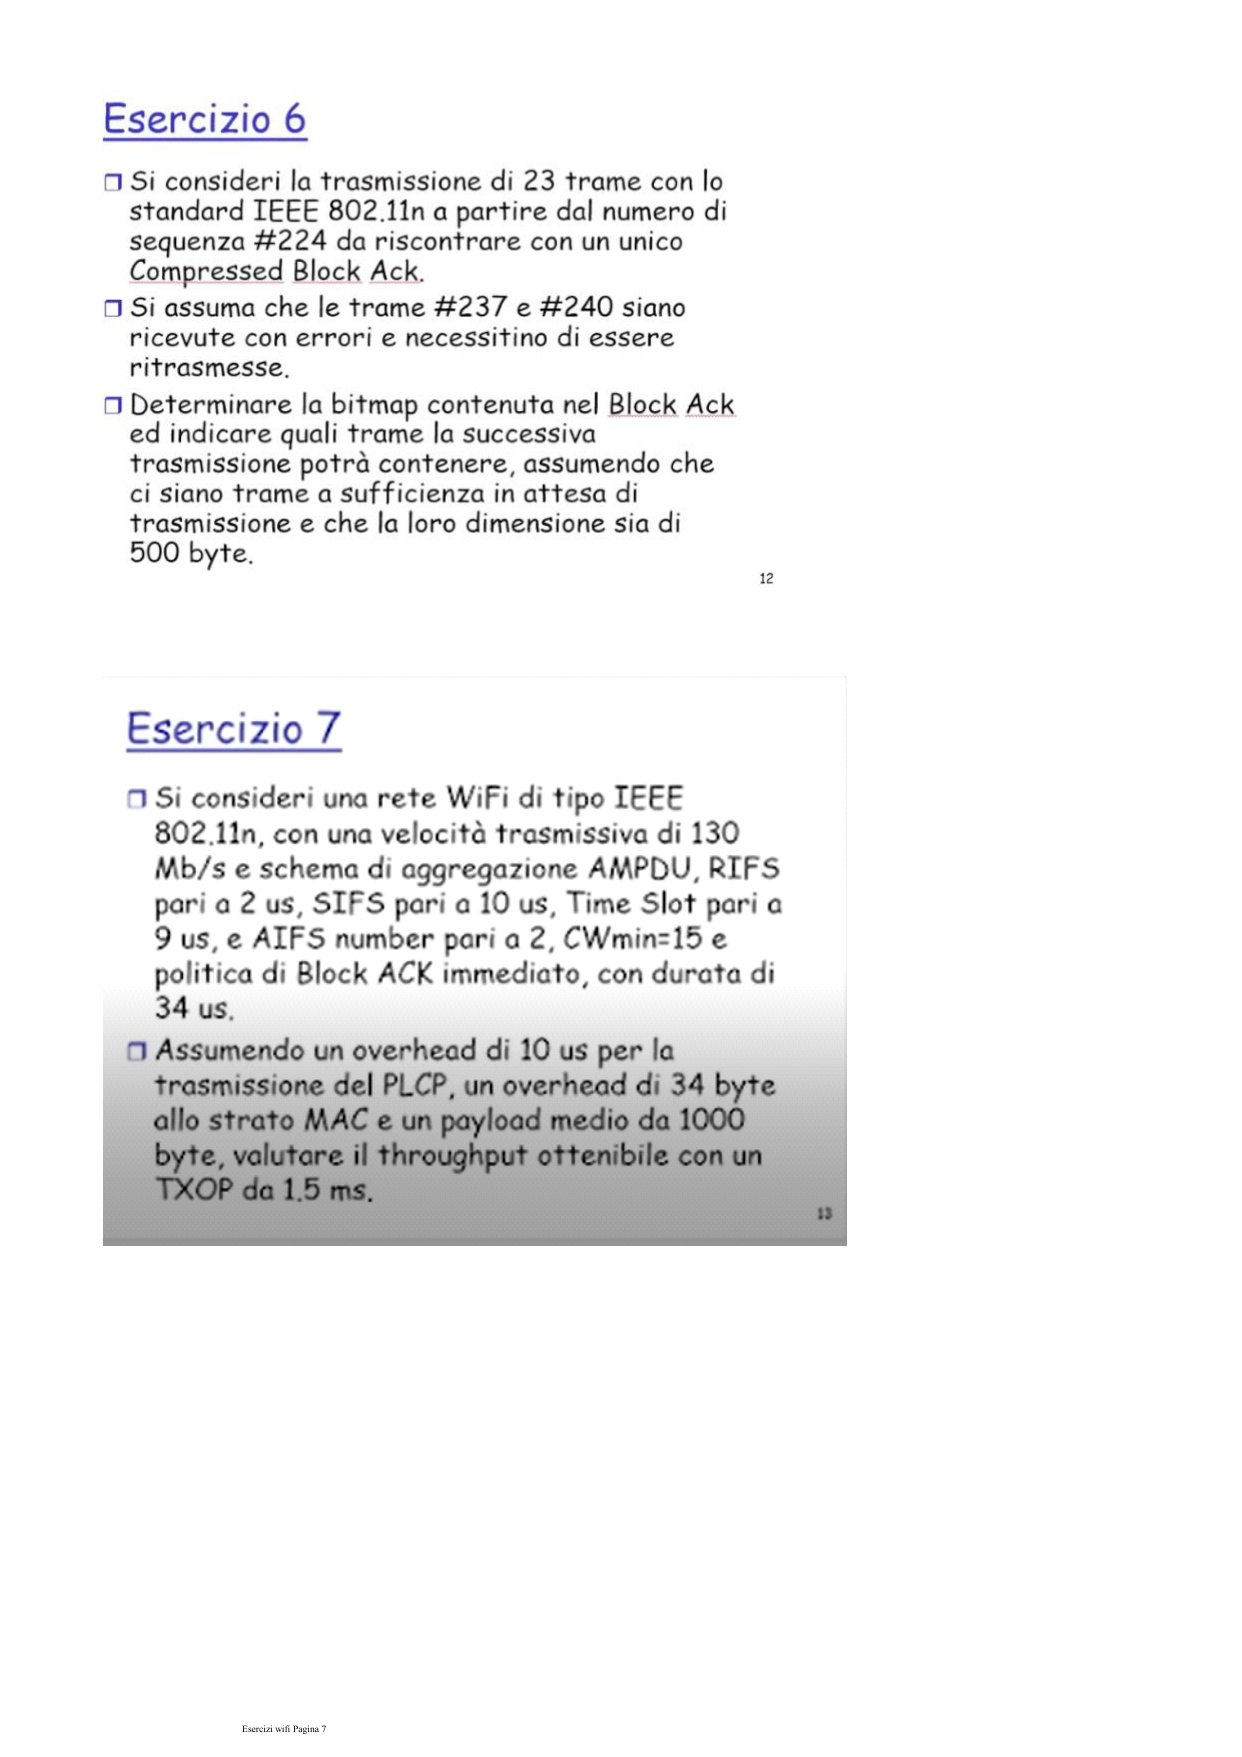 Esercizio 6
Si consideri la trasmissione di 23 trame con lo
standard IEEE 802.11n a partire dal numero di
sequenza #224 da riscontrare con un unico
Compressed Block Ack.
Si assuma che le trame #237 e #240 siano
ricevute con errori e necessitino di essere
ritrasmesse.
Determinare la bitmap contenuta nel Block Ack
ed indicare quali trame la successiva
trasmissione potrà contenere, assumendo che
ci siano trame a sufficienza in attesa di
trasmissione e che la loro dimensione sia di
500 byte.
12
Esercizio 7
Si consideri una rete WiFi di tipo IEEE
802.11n, con una velocità trasmissiva di 130
Mb/s e schema di aggregazione AMPDU, RIFS
pari a 2 us, SIFS pari a 10 us, Time Slot pari a
9 us, e AIFS number pari a 2, CWmin=15 e
politica di Block ACK immediato, con durata di
34 us.
Assumendo un overhead di 10 us per la
trasmissione del PLCP, un overhead di 34 byte
allo strato MAC e un payload medio da 1000
byte, valutare il throughput ottenibile con un
TXOP da 1.5 ms.
13
Esercizi wifi Pagina 7